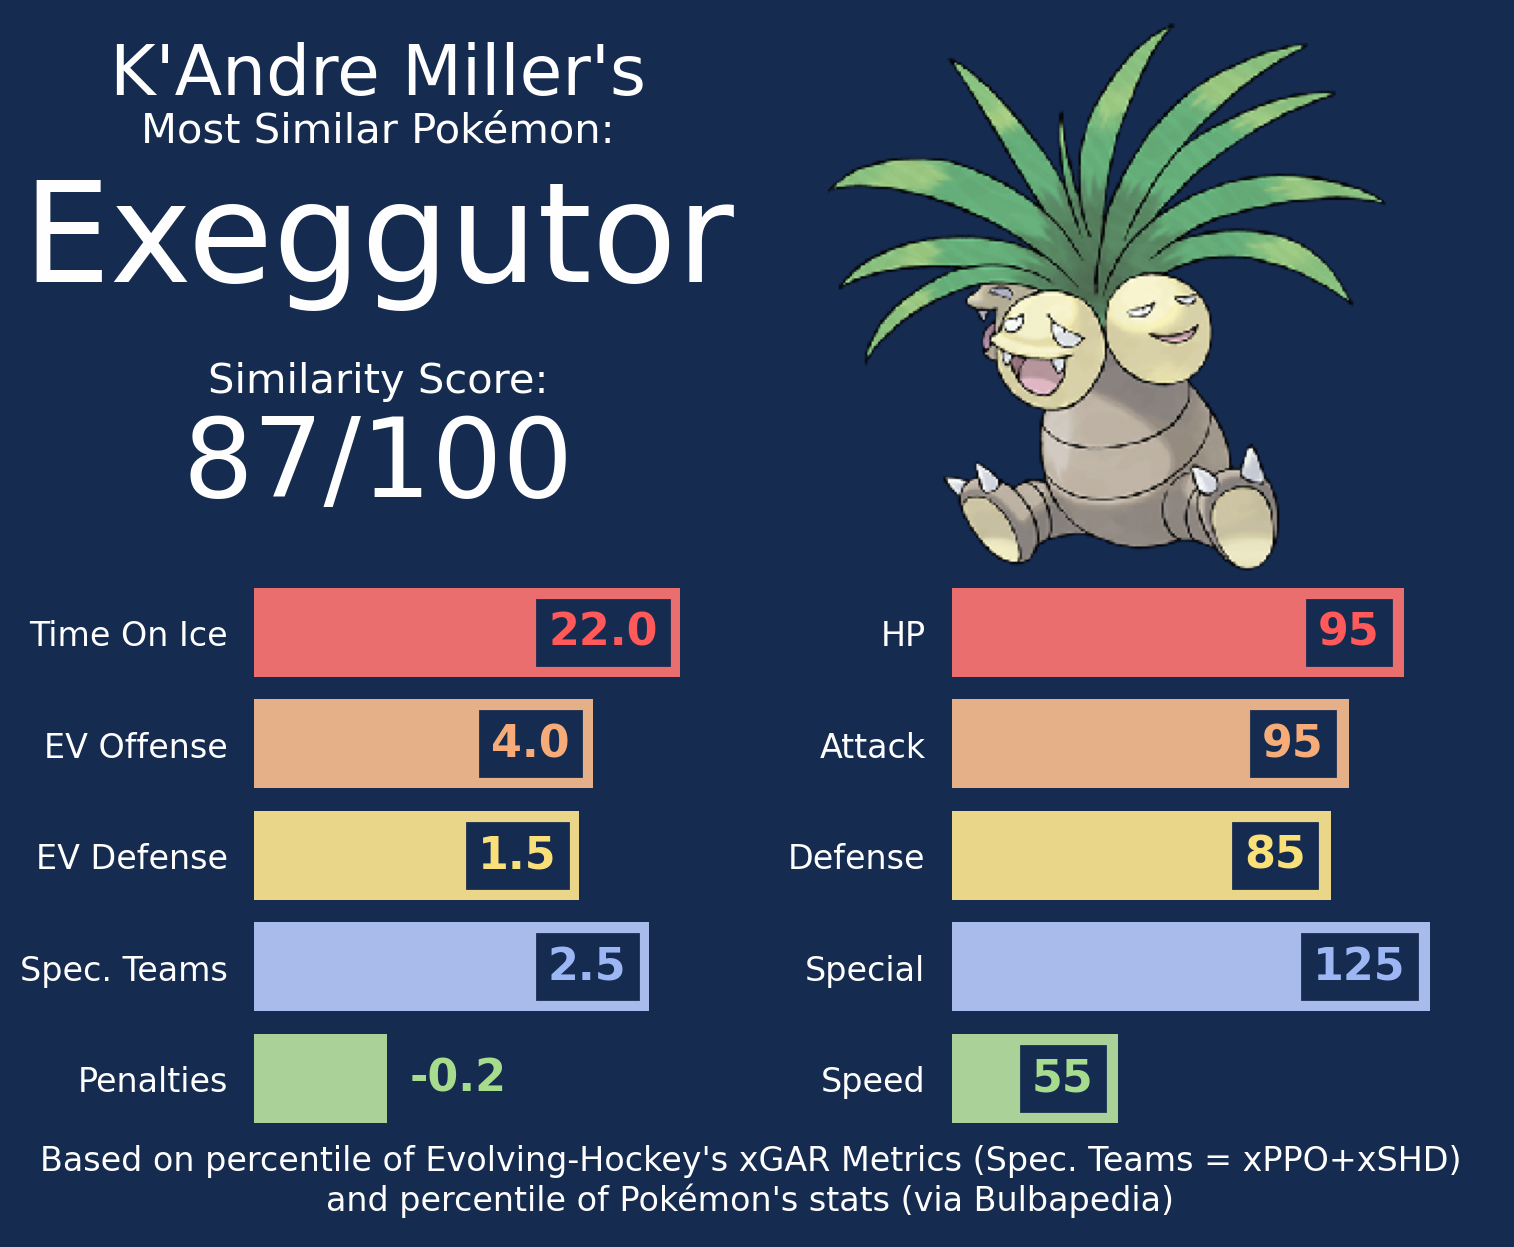 K'Andre Miller's
Most Similar Pokémon:
Exeggutor
Similarity Score:
87/100
Time On Ice 22.0
EV Offense 4.0
EV Defense 1.5
Spec. Teams 2.5
Penalties -0.2
HP 95
Attack 95
Defense 85
Special 125
Speed 55
Based on percentile of Evolving-Hockey's xGAR Metrics (Spec. Teams = xPPO+xSHD)
and percentile of Pokémon's stats (via Bulbapedia)